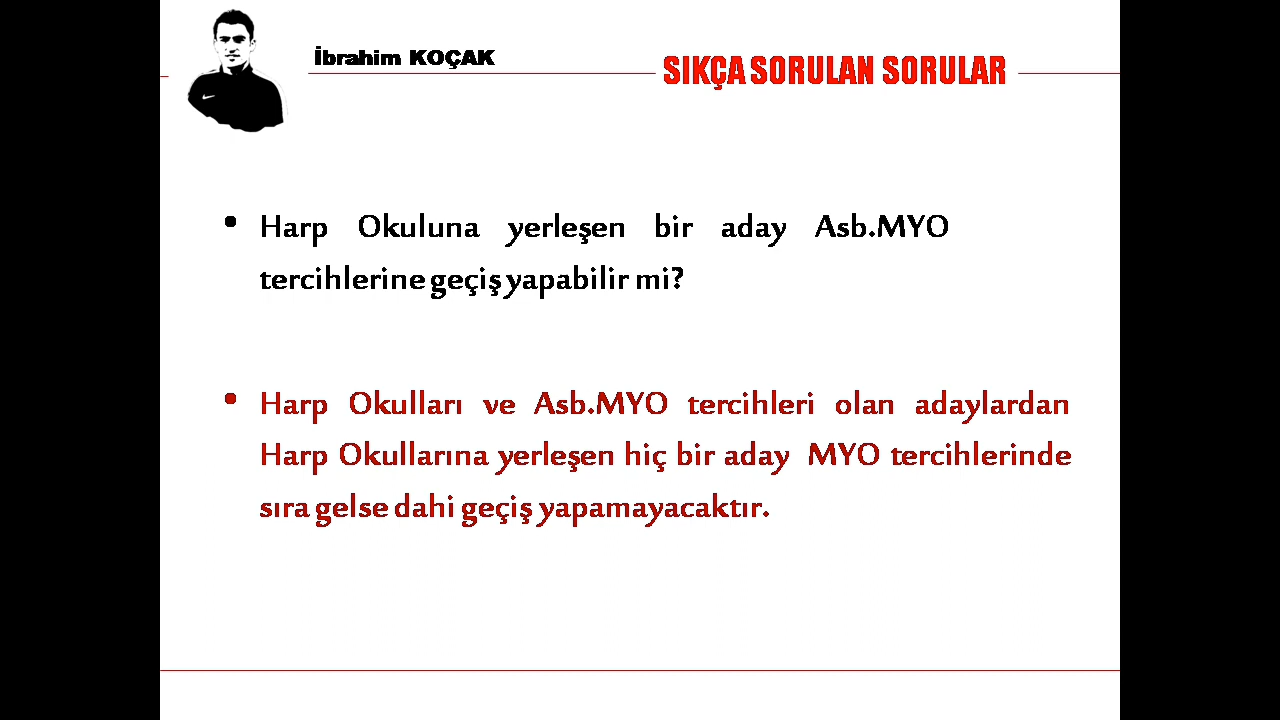 İbrahim KOÇAK
SIKÇA SORULAN SORULAR
• Harp Okuluna yerleşen bir aday Asb.MYO
tercihlerine geçiş yapabilir mi?
• Harp Okulları ve Asb.MYO tercihleri olan adaylardan
Harp Okullarına yerleşen hiç bir aday MYO tercihlerinde
sıra gelse dahi geçiş yapamayacaktır.